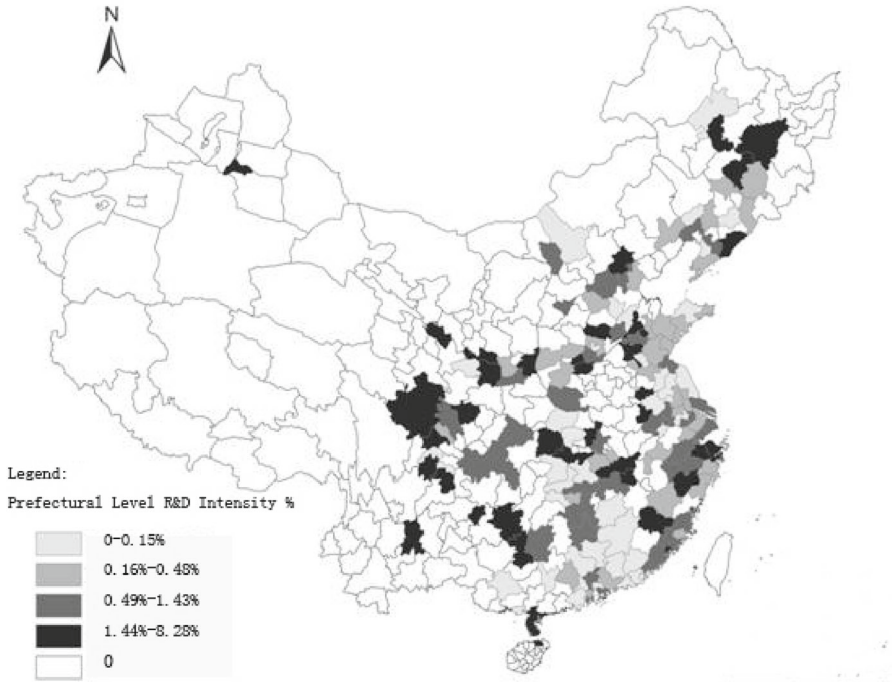 N
Legend:
Prefectural Level R&D Intensity %
0-0.15%
0.16%-0.48%
0.49%-1.43%
1.44%-8.28%
0